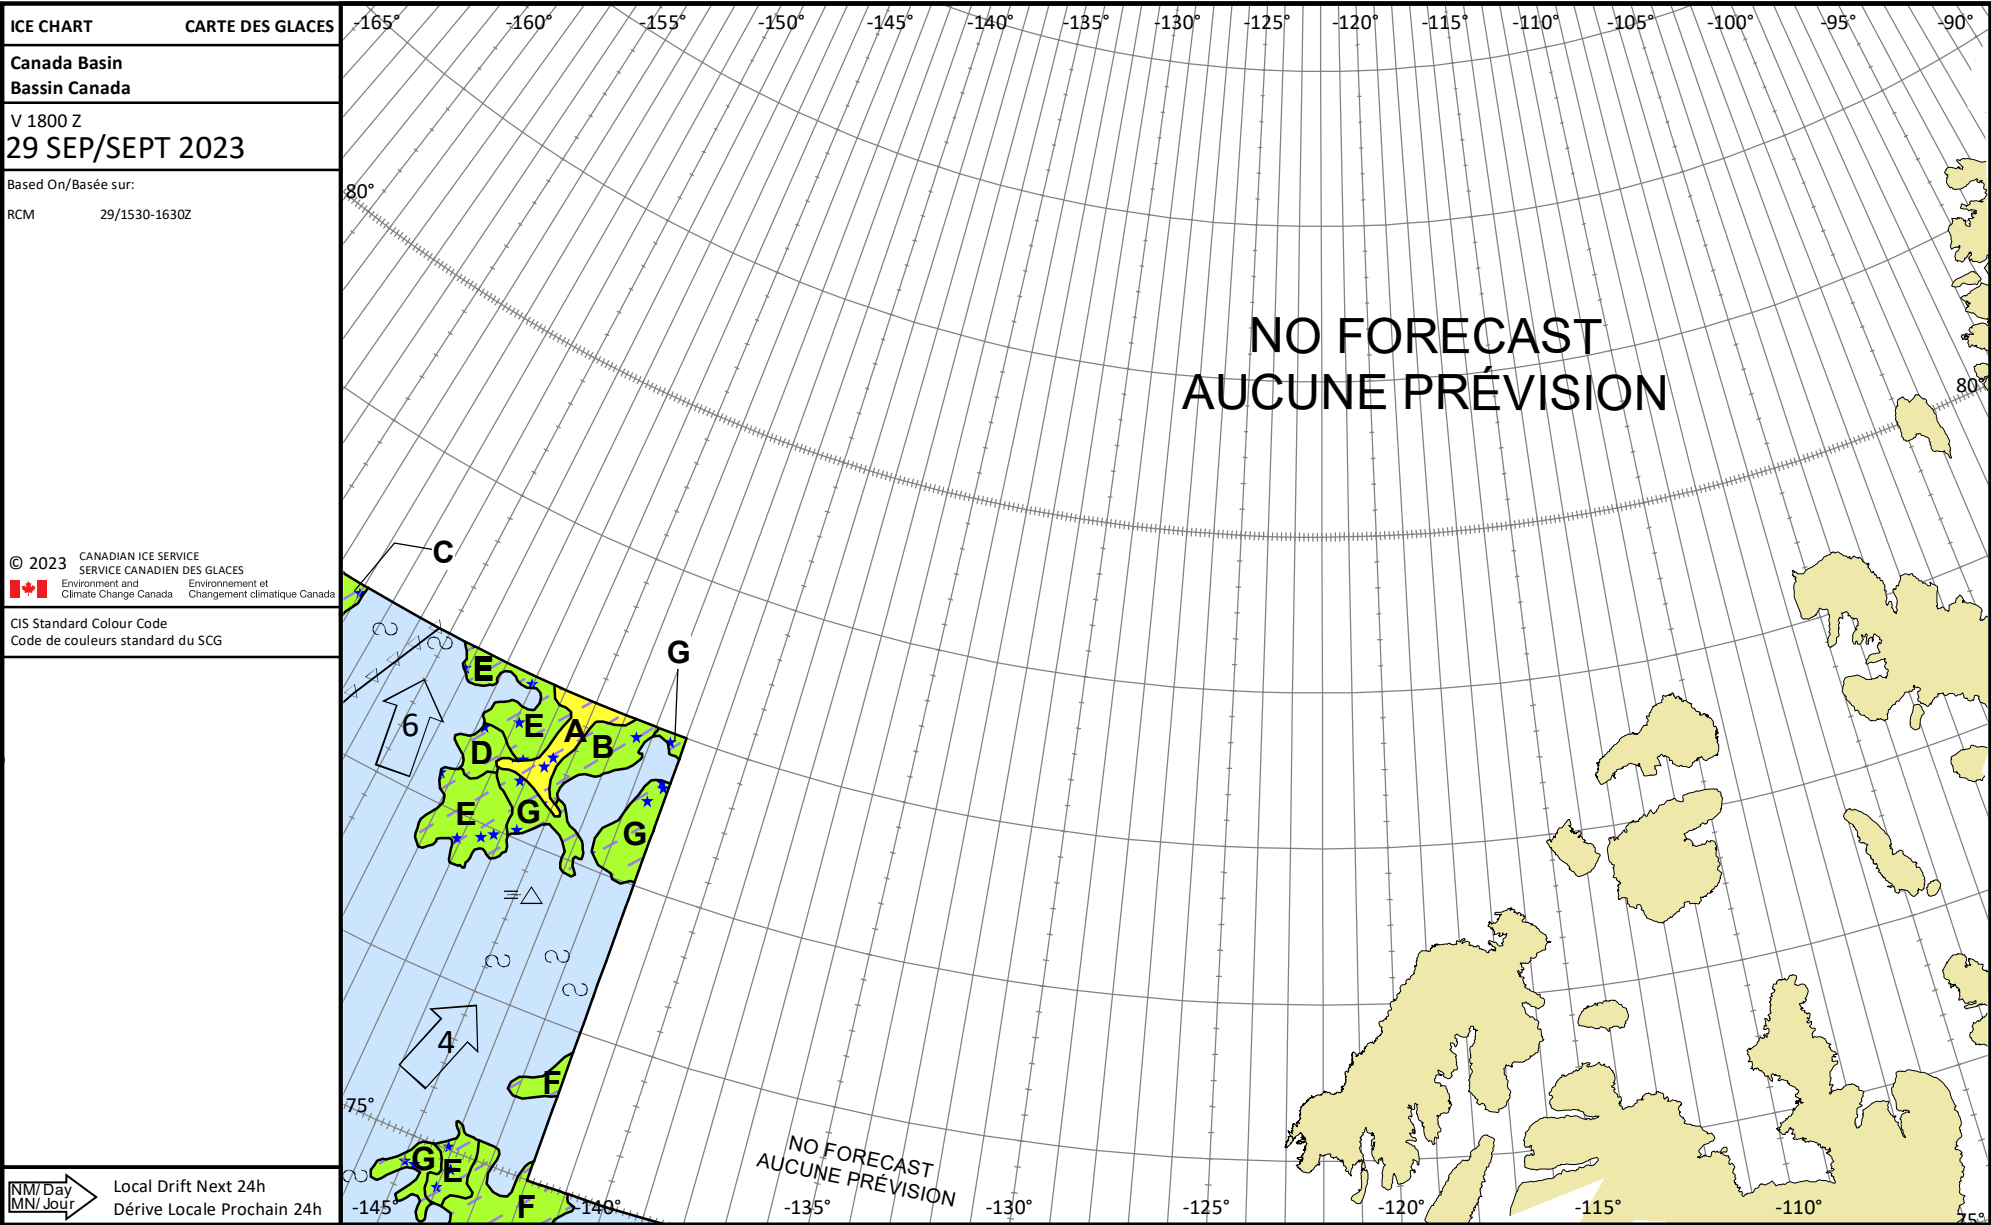 ICE CHART CARTE DES GLACES
Canada Basin
Bassin Canada
V 1800 Z
29 SEP/SEPT 2023
Based On/Basée sur:
RCM 29/1530-1630Z
© 2023 CANADIAN ICE SERVICE
SERVICE CANADIEN DES GLACES
Environment and Climate Change Canada
Environnement et Changement climatique Canada
CIS Standard Colour Code
Code de couleurs standard du SCG
NM/ Day
MN/ Jour
Local Drift Next 24h
Dérive Locale Prochain 24h
-165° -160° -155° -150° -145° -140° -135° -130° -125° -120° -115° -110° -105° -100° -95° -90°
80°
NO FORECAST
AUCUNE PRÉVISION
80°
C
G
E
6
E
A
B
D
E
G
G
4
F
75°
G
E
F
NO FORECAST
AUCUNE PRÉVISION
-145° -140° -135° -130° -125° -120° -115° -110° 75°